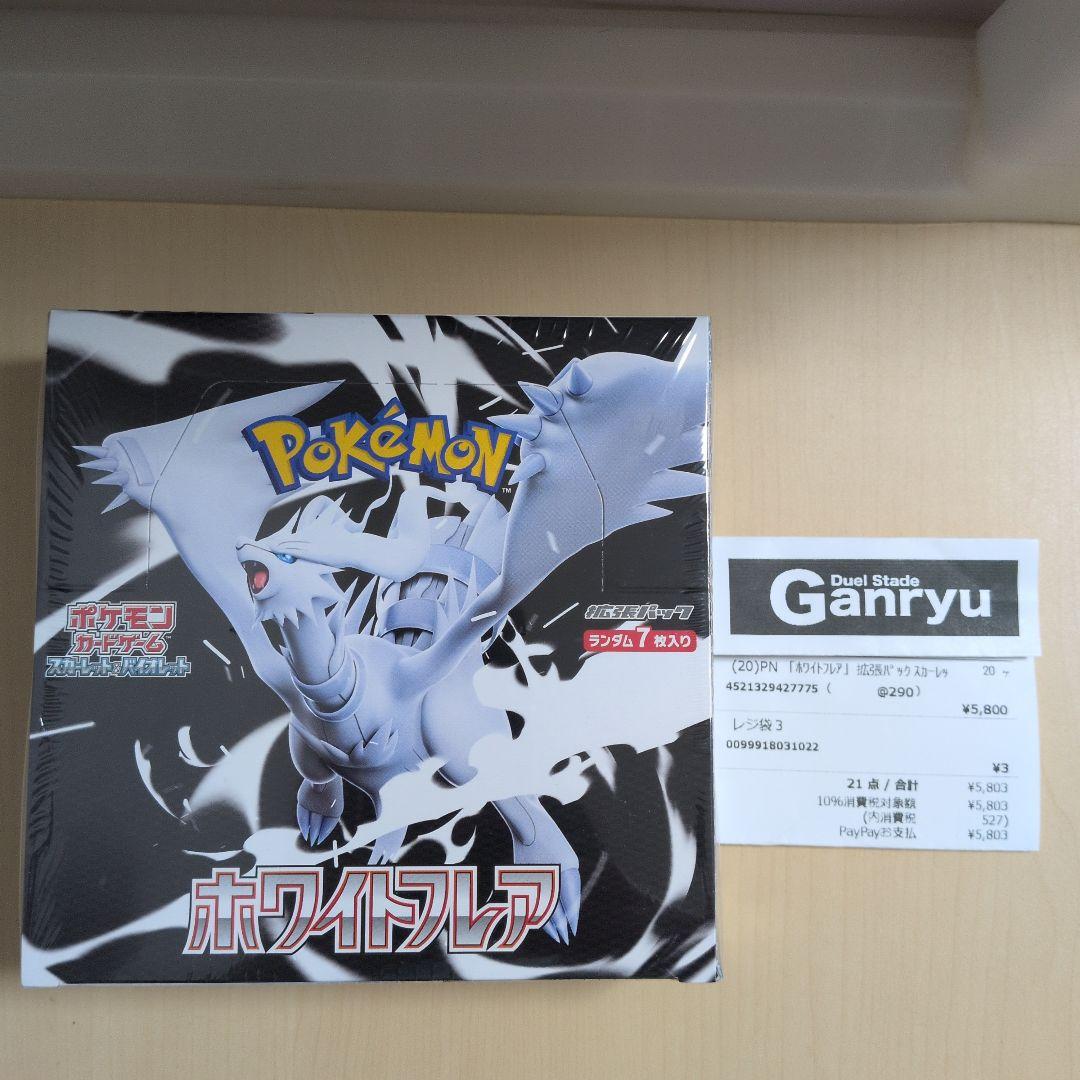 POKéMON
TM
ポケモン
カードゲーム
スカーレット&バイオレット
拡張パック
ランダム7枚入り
ホワイトフレア
Duel Stade
Ganryu
(20)PN 「ホワイトフレア」 拡張パック スカーレッ 20 ヶ
4521329427775 ( @290)
¥5,800
レジ袋3
0099918031022
¥3
21 点 / 合計 ¥5,803
10%消費税対象額 ¥5,803
(内消費税 527)
PayPayお支払 ¥5,803